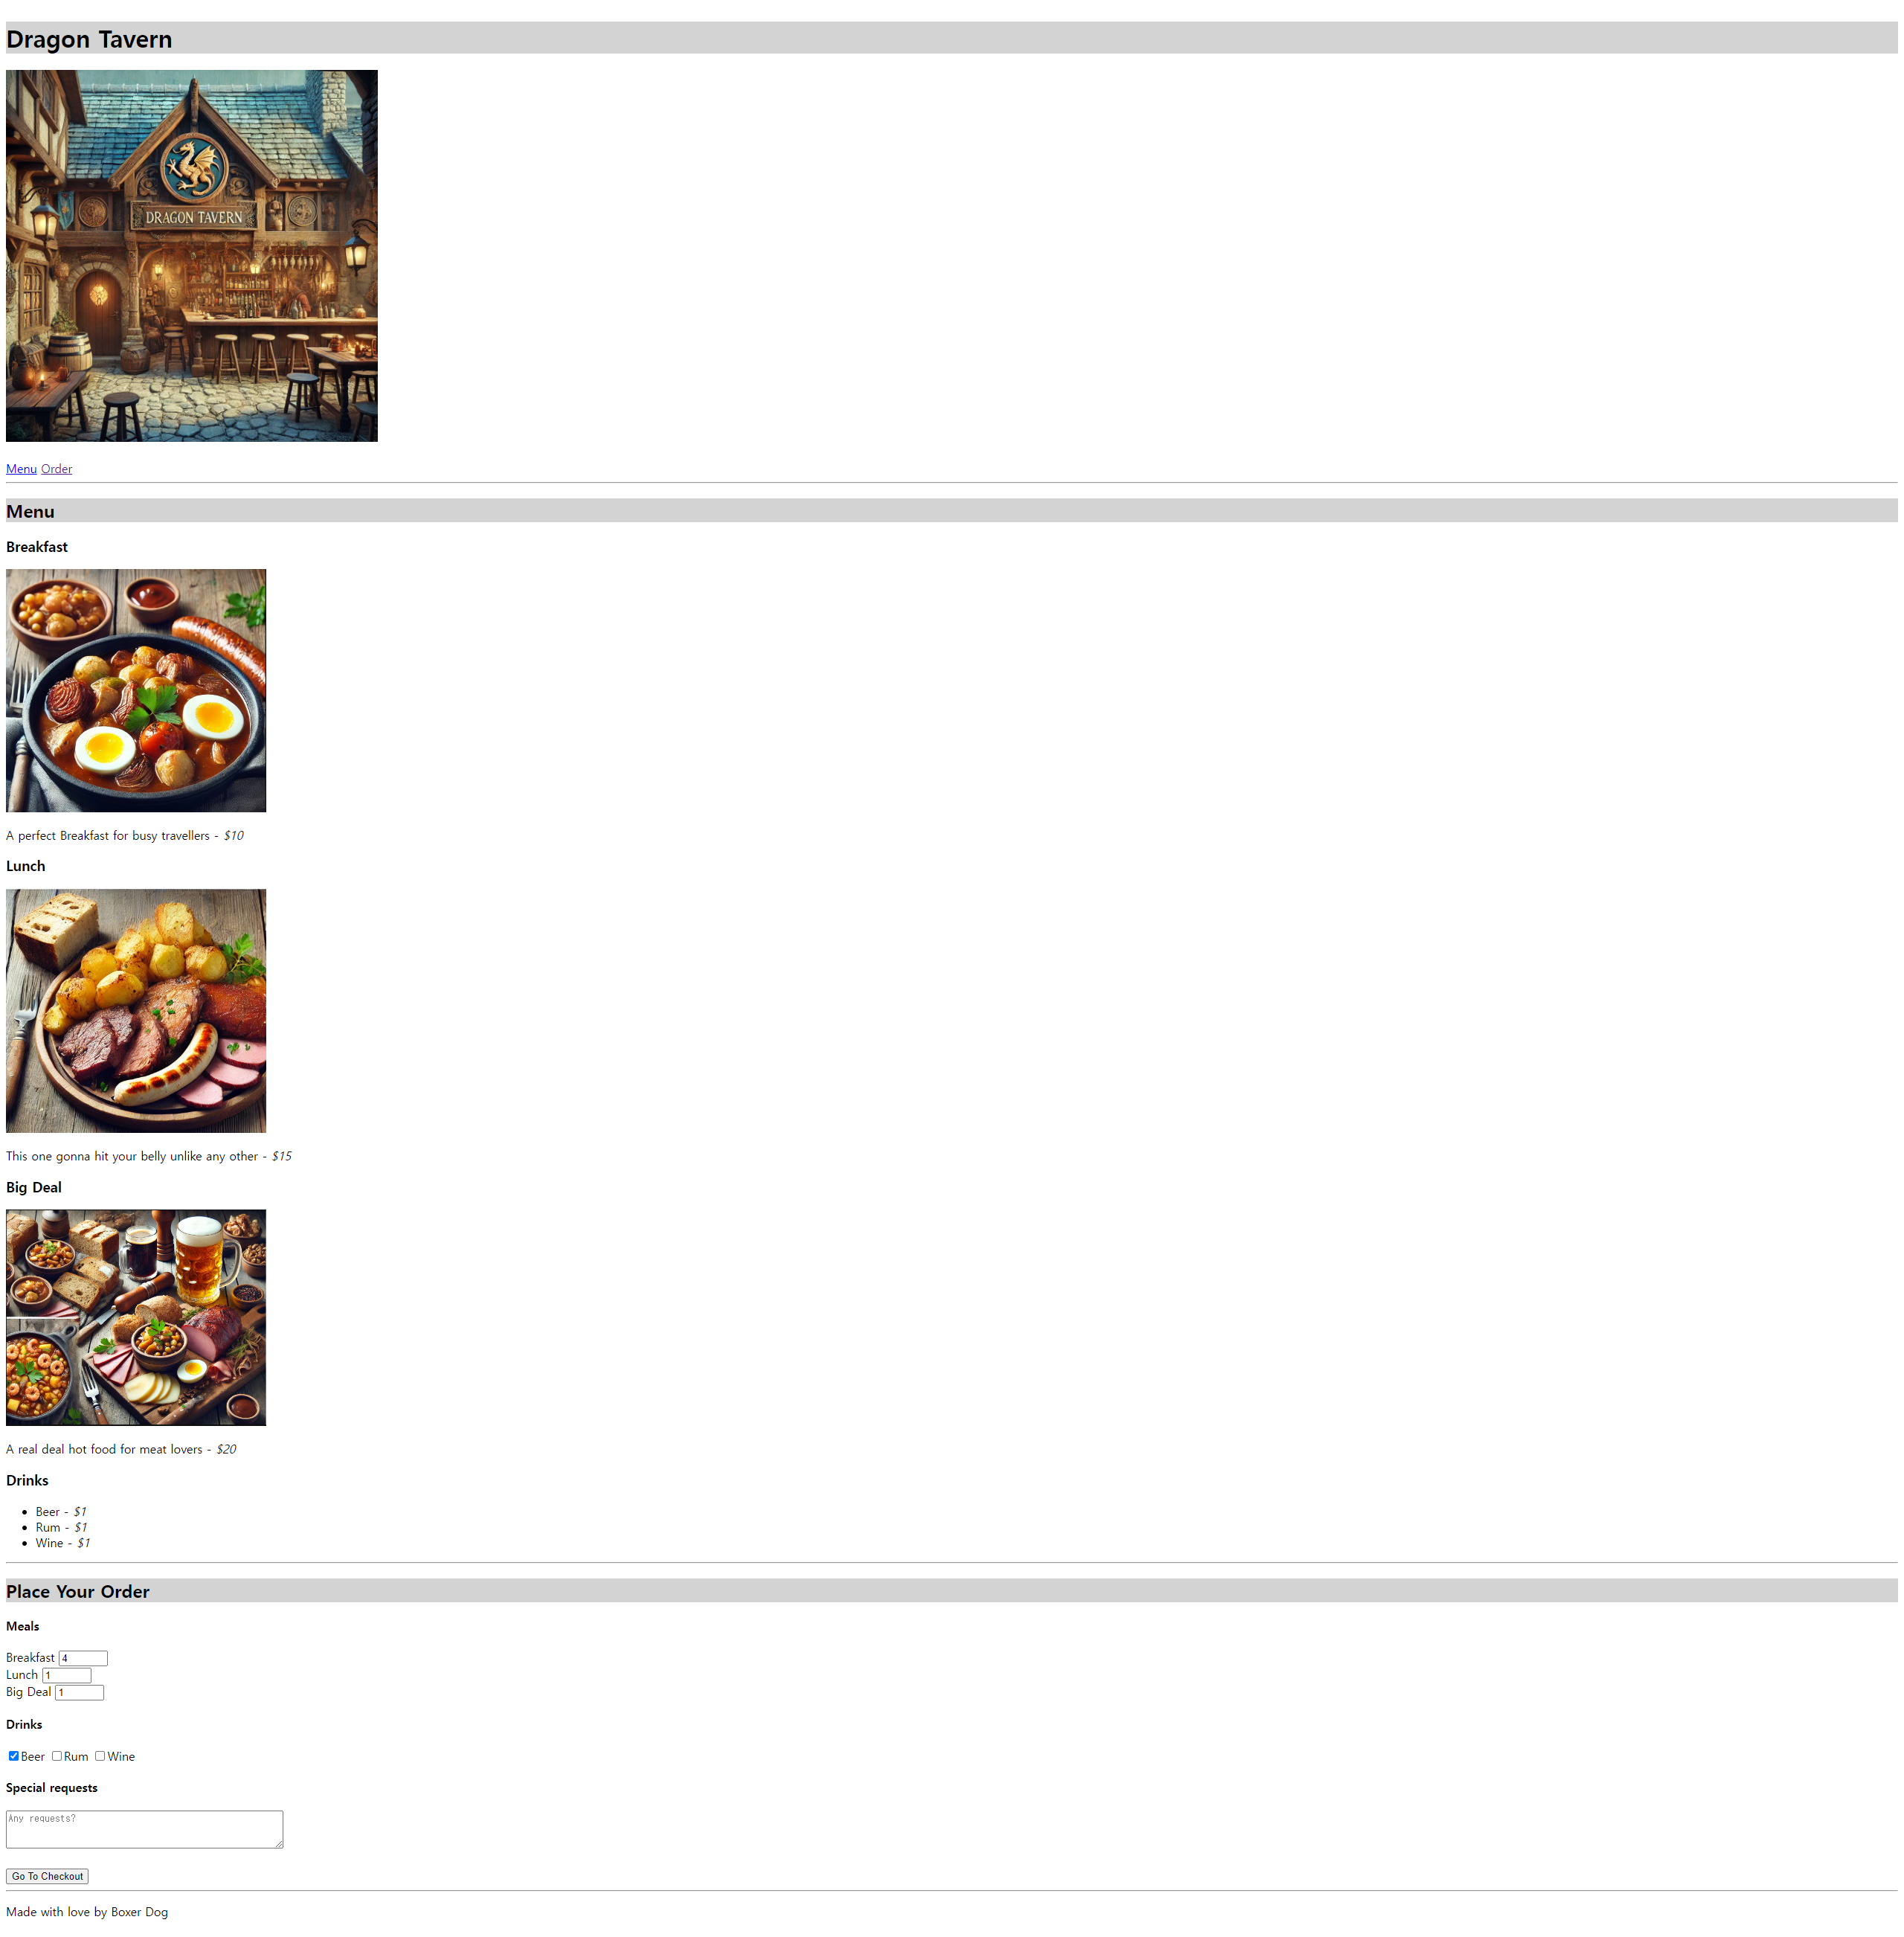 Dragon Tavern
DRAGON TAVERN
Menu Order
Menu
Breakfast
A perfect Breakfast for busy travellers - $10
Lunch
This one gonna hit your belly unlike any other - $15
Big Deal
A real deal hot food for meat lovers - $20
Drinks
Beer - $1
Rum - $1
Wine - $1
Place Your Order
Meals
Breakfast 4
Lunch 1
Big Deal 1
Drinks
Beer Rum Wine
Special requests
Any requests?
Go To Checkout
Made with love by Boxer Dog